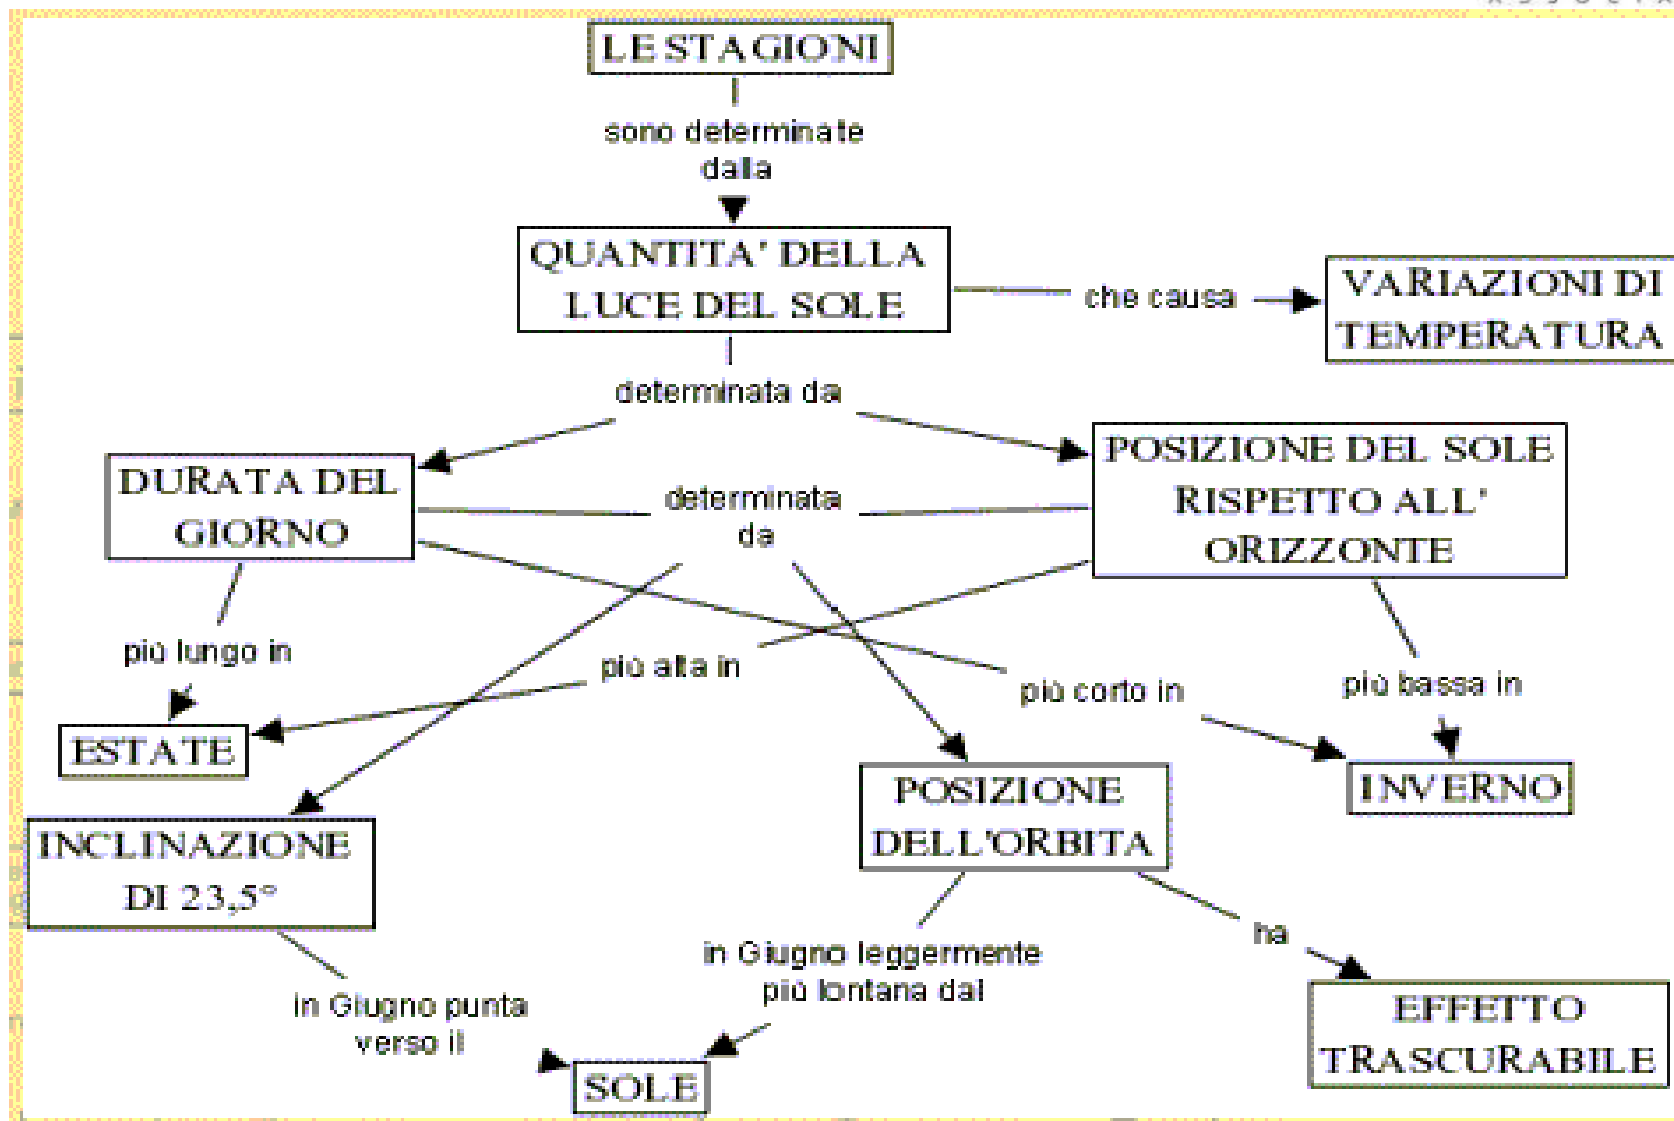 LE STAGIONI
sono determinate
dalla
QUANTITA' DELLA
LUCE DEL SOLE
che causa
VARIAZIONI DI
TEMPERATURA
determinata da
DURATA DEL
GIORNO
determinata
da
POSIZIONE DEL SOLE
RISPETTO ALL'
ORIZZONTE
più lungo in
più alta in
più corto in
più bassa in
ESTATE
INVERNO
INCLINAZIONE
DI 23,5°
POSIZIONE
DELL'ORBITA
in Giugno punta
verso il
in Giugno leggermente
più lontana dal
ha
SOLE
EFFETTO
TRASCURABILE